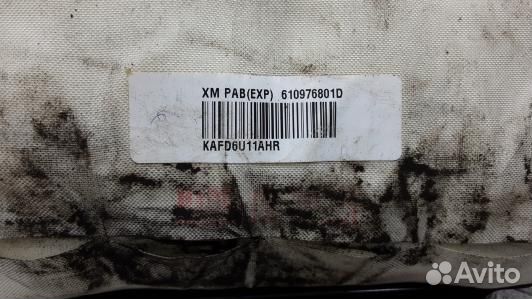 XM PAB(EXP) 610976801D
KAFD6U11AHR
Avito